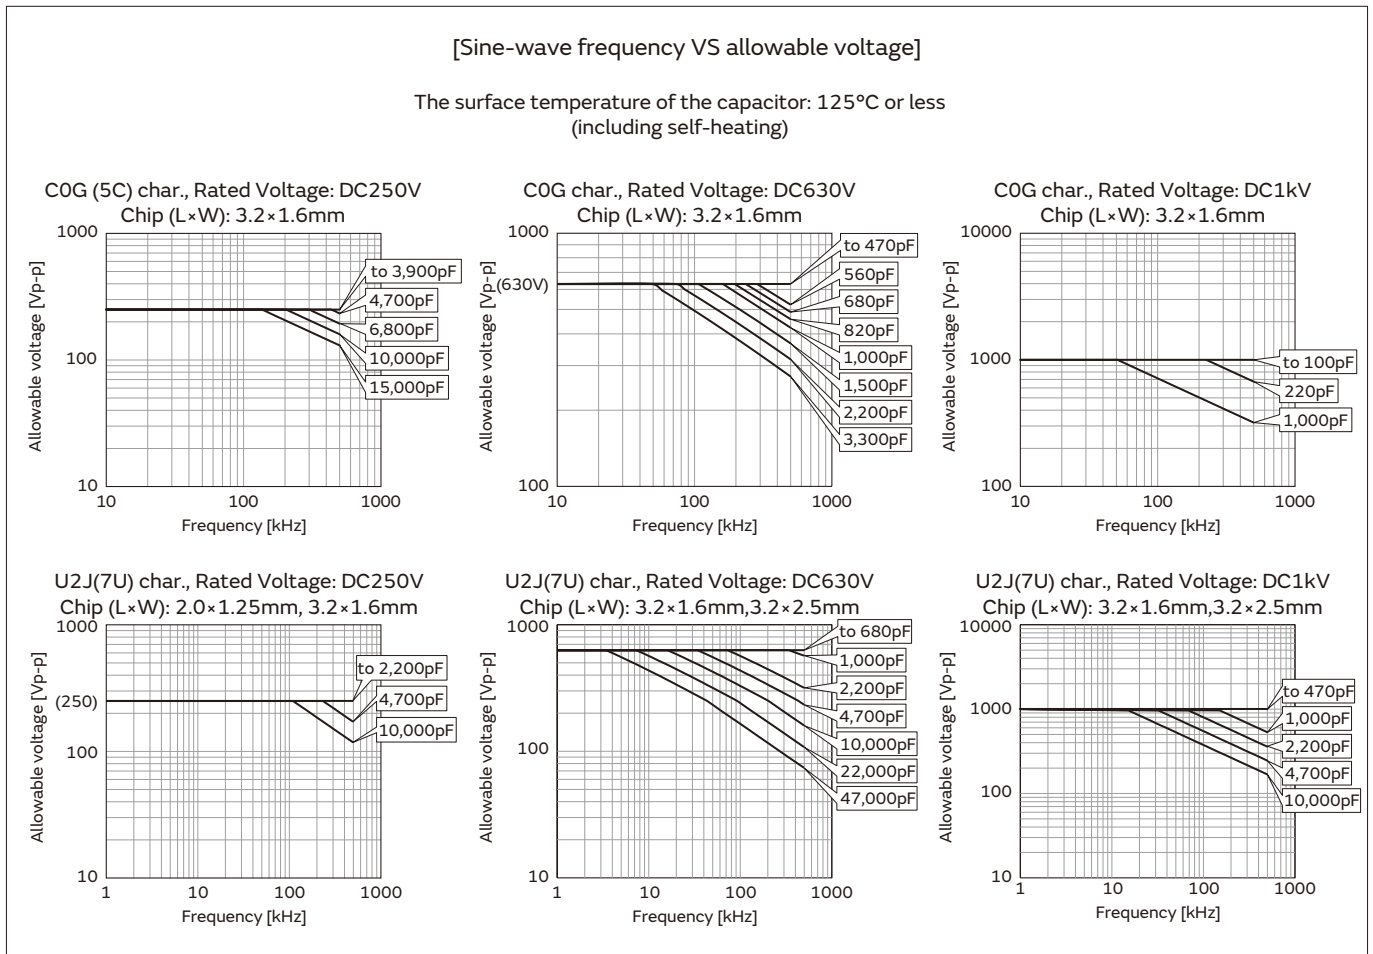 [Sine-wave frequency VS allowable voltage]
The surface temperature of the capacitor: 125°C or less
(including self-heating)
C0G (5C) char., Rated Voltage: DC250V
Chip (L×W): 3.2×1.6mm
Allowable voltage [Vp-p]
1000
100
10
10
100
1000
Frequency [kHz]
to 3,900pF
4,700pF
6,800pF
10,000pF
15,000pF
C0G char., Rated Voltage: DC630V
Chip (L×W): 3.2×1.6mm
Allowable voltage [Vp-p]
1000
(630V)
100
10
100
1000
Frequency [kHz]
to 470pF
560pF
680pF
820pF
1,000pF
1,500pF
2,200pF
3,300pF
C0G char., Rated Voltage: DC1kV
Chip (L×W): 3.2×1.6mm
Allowable voltage [Vp-p]
10000
1000
100
10
100
1000
Frequency [kHz]
to 100pF
220pF
1,000pF
U2J(7U) char., Rated Voltage: DC250V
Chip (L×W): 2.0×1.25mm, 3.2×1.6mm
Allowable voltage [Vp-p]
1000
(250)
100
10
1
10
100
1000
Frequency [kHz]
to 2,200pF
4,700pF
10,000pF
U2J(7U) char., Rated Voltage: DC630V
Chip (L×W): 3.2×1.6mm,3.2×2.5mm
Allowable voltage [Vp-p]
1000
100
10
1
10
100
1000
Frequency [kHz]
to 680pF
1,000pF
2,200pF
4,700pF
10,000pF
22,000pF
47,000pF
U2J(7U) char., Rated Voltage: DC1kV
Chip (L×W): 3.2×1.6mm,3.2×2.5mm
Allowable voltage [Vp-p]
10000
1000
100
10
1
10
100
1000
Frequency [kHz]
to 470pF
1,000pF
2,200pF
4,700pF
10,000pF